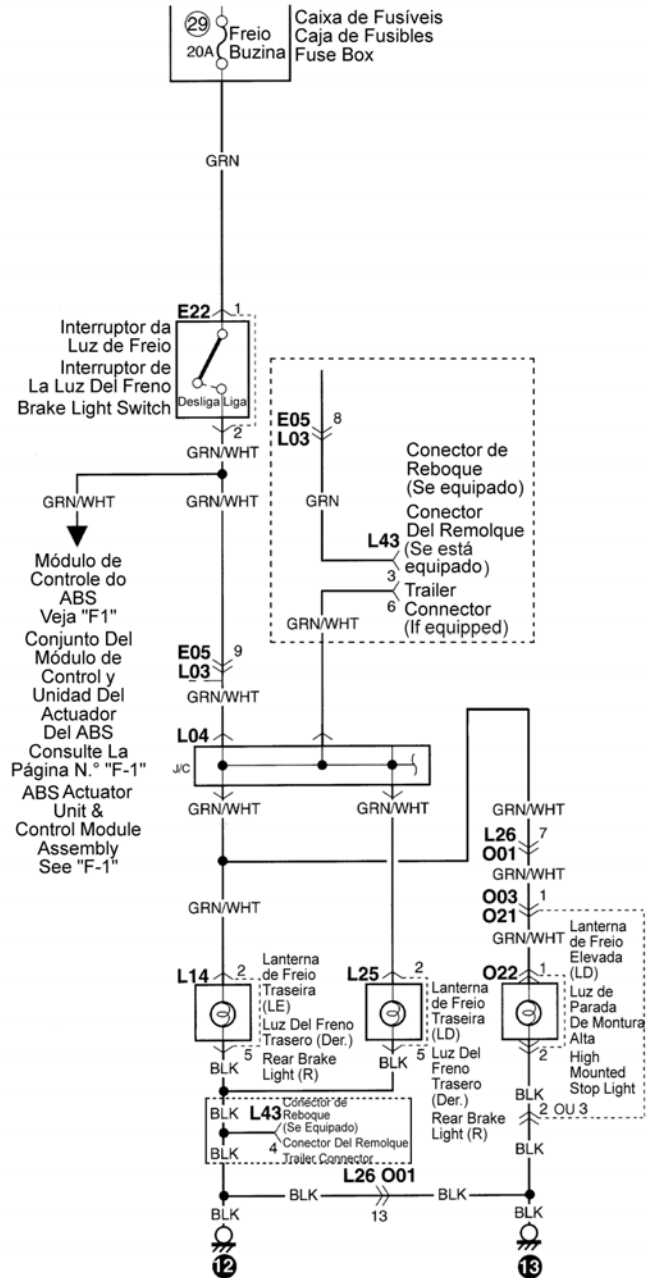 29
20A
Freio
Buzina
Caixa de Fusíveis
Caja de Fusibles
Fuse Box
GRN
E22
1
Interruptor da
Luz de Freio
Interruptor de
La Luz Del Freno
Brake Light Switch
Desliga
Liga
2
GRN/WHT
GRN/WHT
GRN/WHT
Módulo de
Controle do
ABS
Veja "F1"
Conjunto Del
Módulo de
Control y
Unidad Del
Actuador
Del ABS
Consulte La
Página N.° "F-1"
ABS Actuator
Unit &
Control Module
Assembly
See "F-1"
E05
L03
8
GRN
Conector de
Reboque
(Se equipado)
Conector
Del Remolque
(Se está
equipado)
Trailer
Connector
(If equipped)
L43
3
6
GRN/WHT
E05
L03
9
GRN/WHT
L04
J/C
GRN/WHT
GRN/WHT
GRN/WHT
L26
O01
7
GRN/WHT
O03
O21
1
GRN/WHT
GRN/WHT
L14
2
Lanterna
de Freio
Traseira
(LE)
Luz Del Freno
Trasero (Der.)
Rear Brake
Light (R)
5
BLK
L25
2
Lanterna
de Freio
Traseira
(LD)
Luz Del
Freno
Trasero
(Der.)
Rear Brake
Light (R)
5
BLK
O22
1
Lanterna
de Freio
Elevada
(LD)
Luz de
Parada
De Montura
Alta
High
Mounted
Stop Light
2
BLK
2 OU 3
BLK
BLK
L43
Conector de
Reboque
(Se Equipado)
4
Conector Del Remolque
Trailer Connector
BLK
BLK
L26 O01
13
BLK
BLK
BLK
12
13